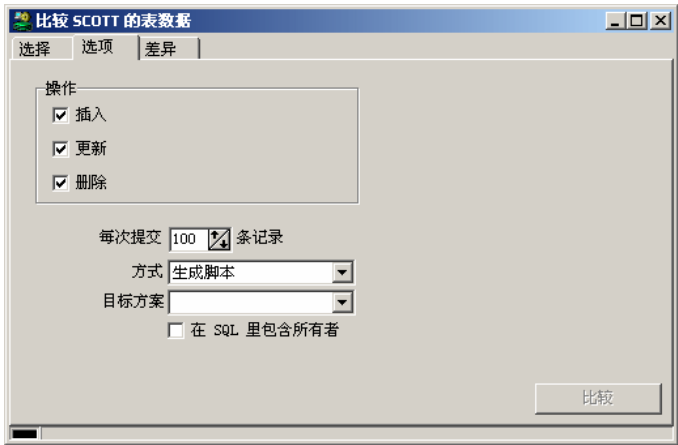 比较 SCOTT 的表数据
选择 选项 差异
操作
插入
更新
删除
每次提交 100 条记录
方式 生成脚本
目标方案
在 SQL 里包含所有者
比较